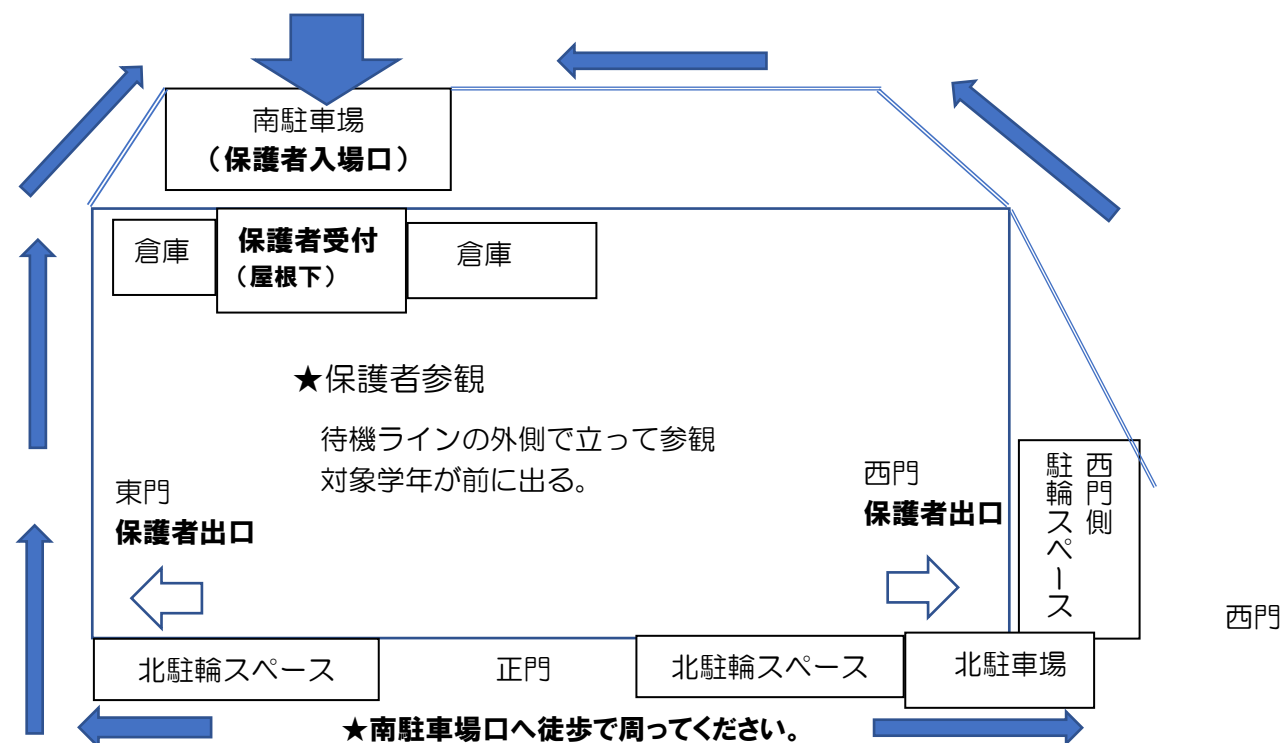 南駐車場
（保護者入場口）
倉庫
保護者受付
（屋根下）
倉庫
★保護者参観
待機ラインの外側で立って参観
対象学年が前に出る。
東門
保護者出口
西門
保護者出口
西門側
駐輪スペース
西門
北駐輪スペース
正門
北駐輪スペース
北駐車場
★南駐車場口へ徒歩で周ってください。